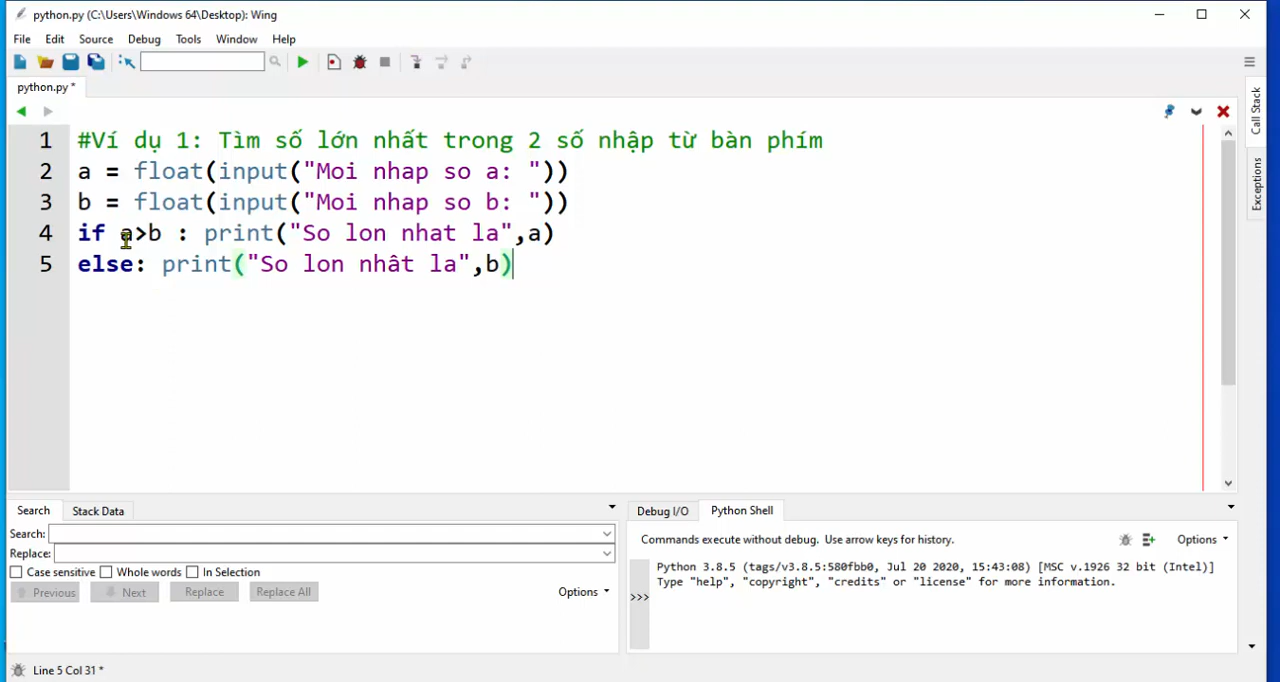 python.py (C:\Users\Windows 64\Desktop): Wing
File Edit Source Debug Tools Window Help
python.py *
Call Stack
Exceptions
1 #Ví dụ 1: Tìm số lớn nhất trong 2 số nhập từ bàn phím
2 a = float(input("Moi nhap so a: "))
3 b = float(input("Moi nhap so b: "))
4 if a>b : print("So lon nhat la",a)
5 else: print("So lon nhât la",b)
Search Stack Data
Search:
Replace:
Case sensitive Whole words In Selection
Previous Next Replace Replace All Options
Debug I/O Python Shell
Commands execute without debug. Use arrow keys for history. Options
Python 3.8.5 (tags/v3.8.5:580fbb0, Jul 20 2020, 15:43:08) [MSC v.1926 32 bit (Intel)]
Type "help", "copyright", "credits" or "license" for more information.
>>>
Line 5 Col 31 *